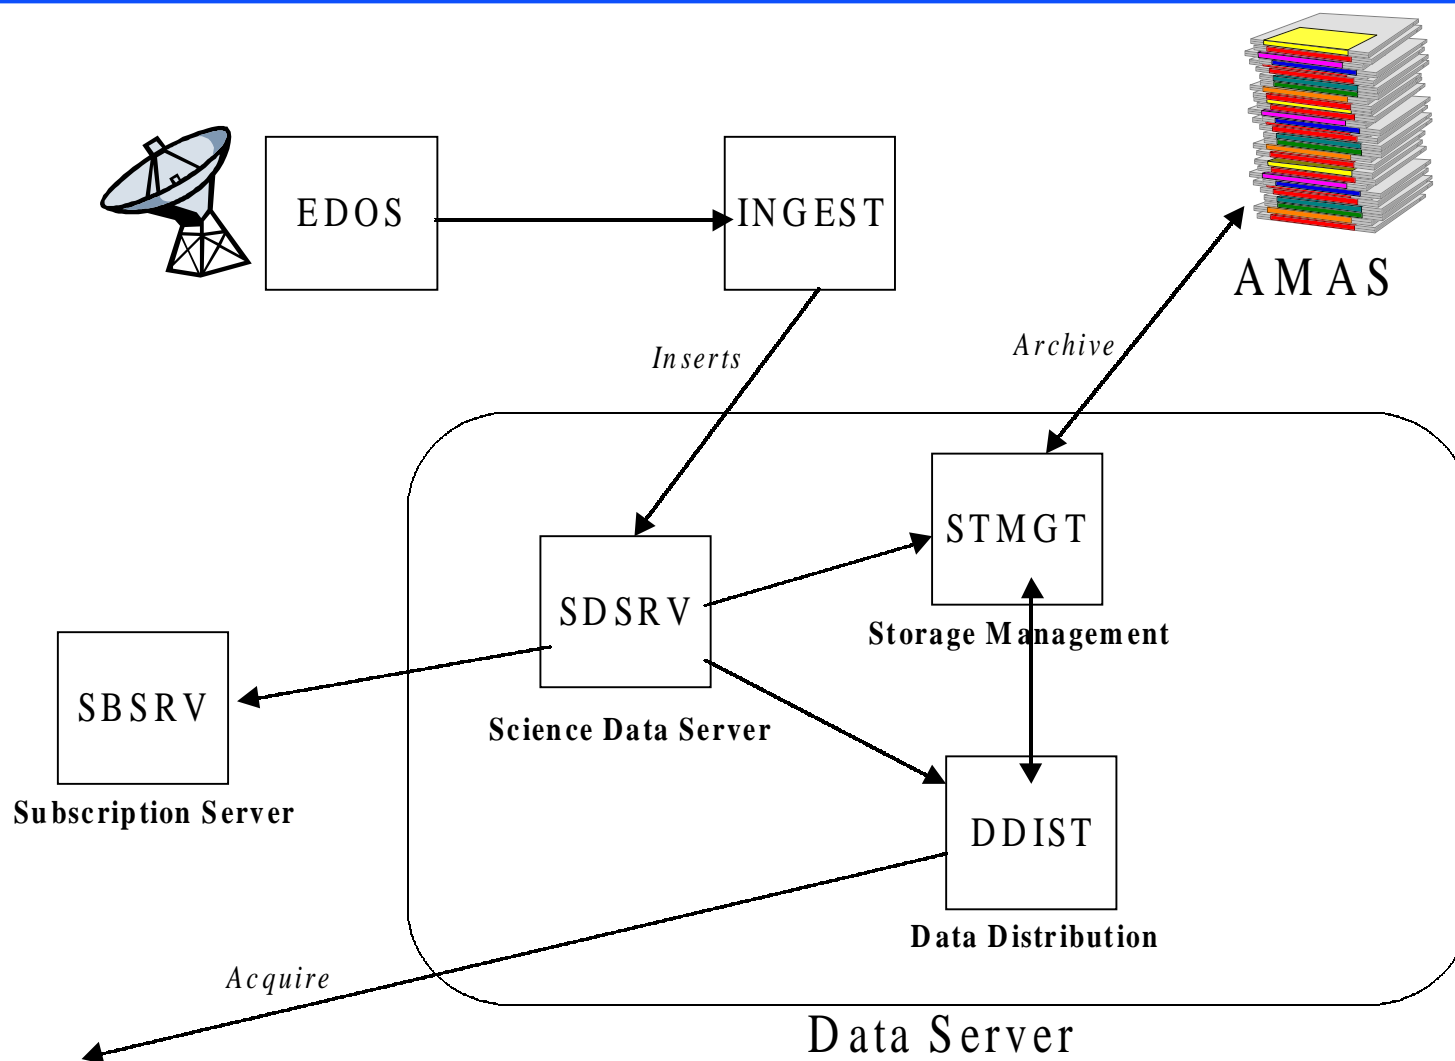 EDOS
INGEST
AMAS
Inserts
Archive
STMGT
Storage Management
SDSRV
Science Data Server
SBSRV
Subscription Server
DDIST
Data Distribution
Acquire
Data Server